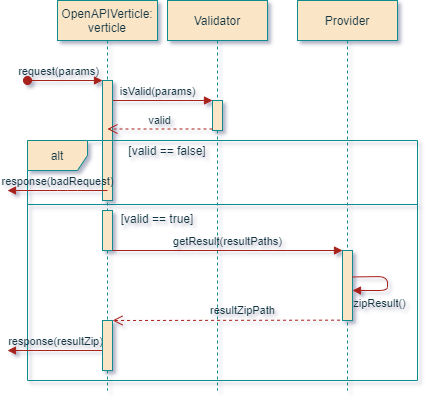 OpenAPIVerticle:
verticle
Validator
Provider
request(params)
isValid(params)
valid
alt
[valid == false]
response(badRequest)
[valid == true]
getResult(resultPaths)
zipResult()
resultZipPath
response(resultZip)